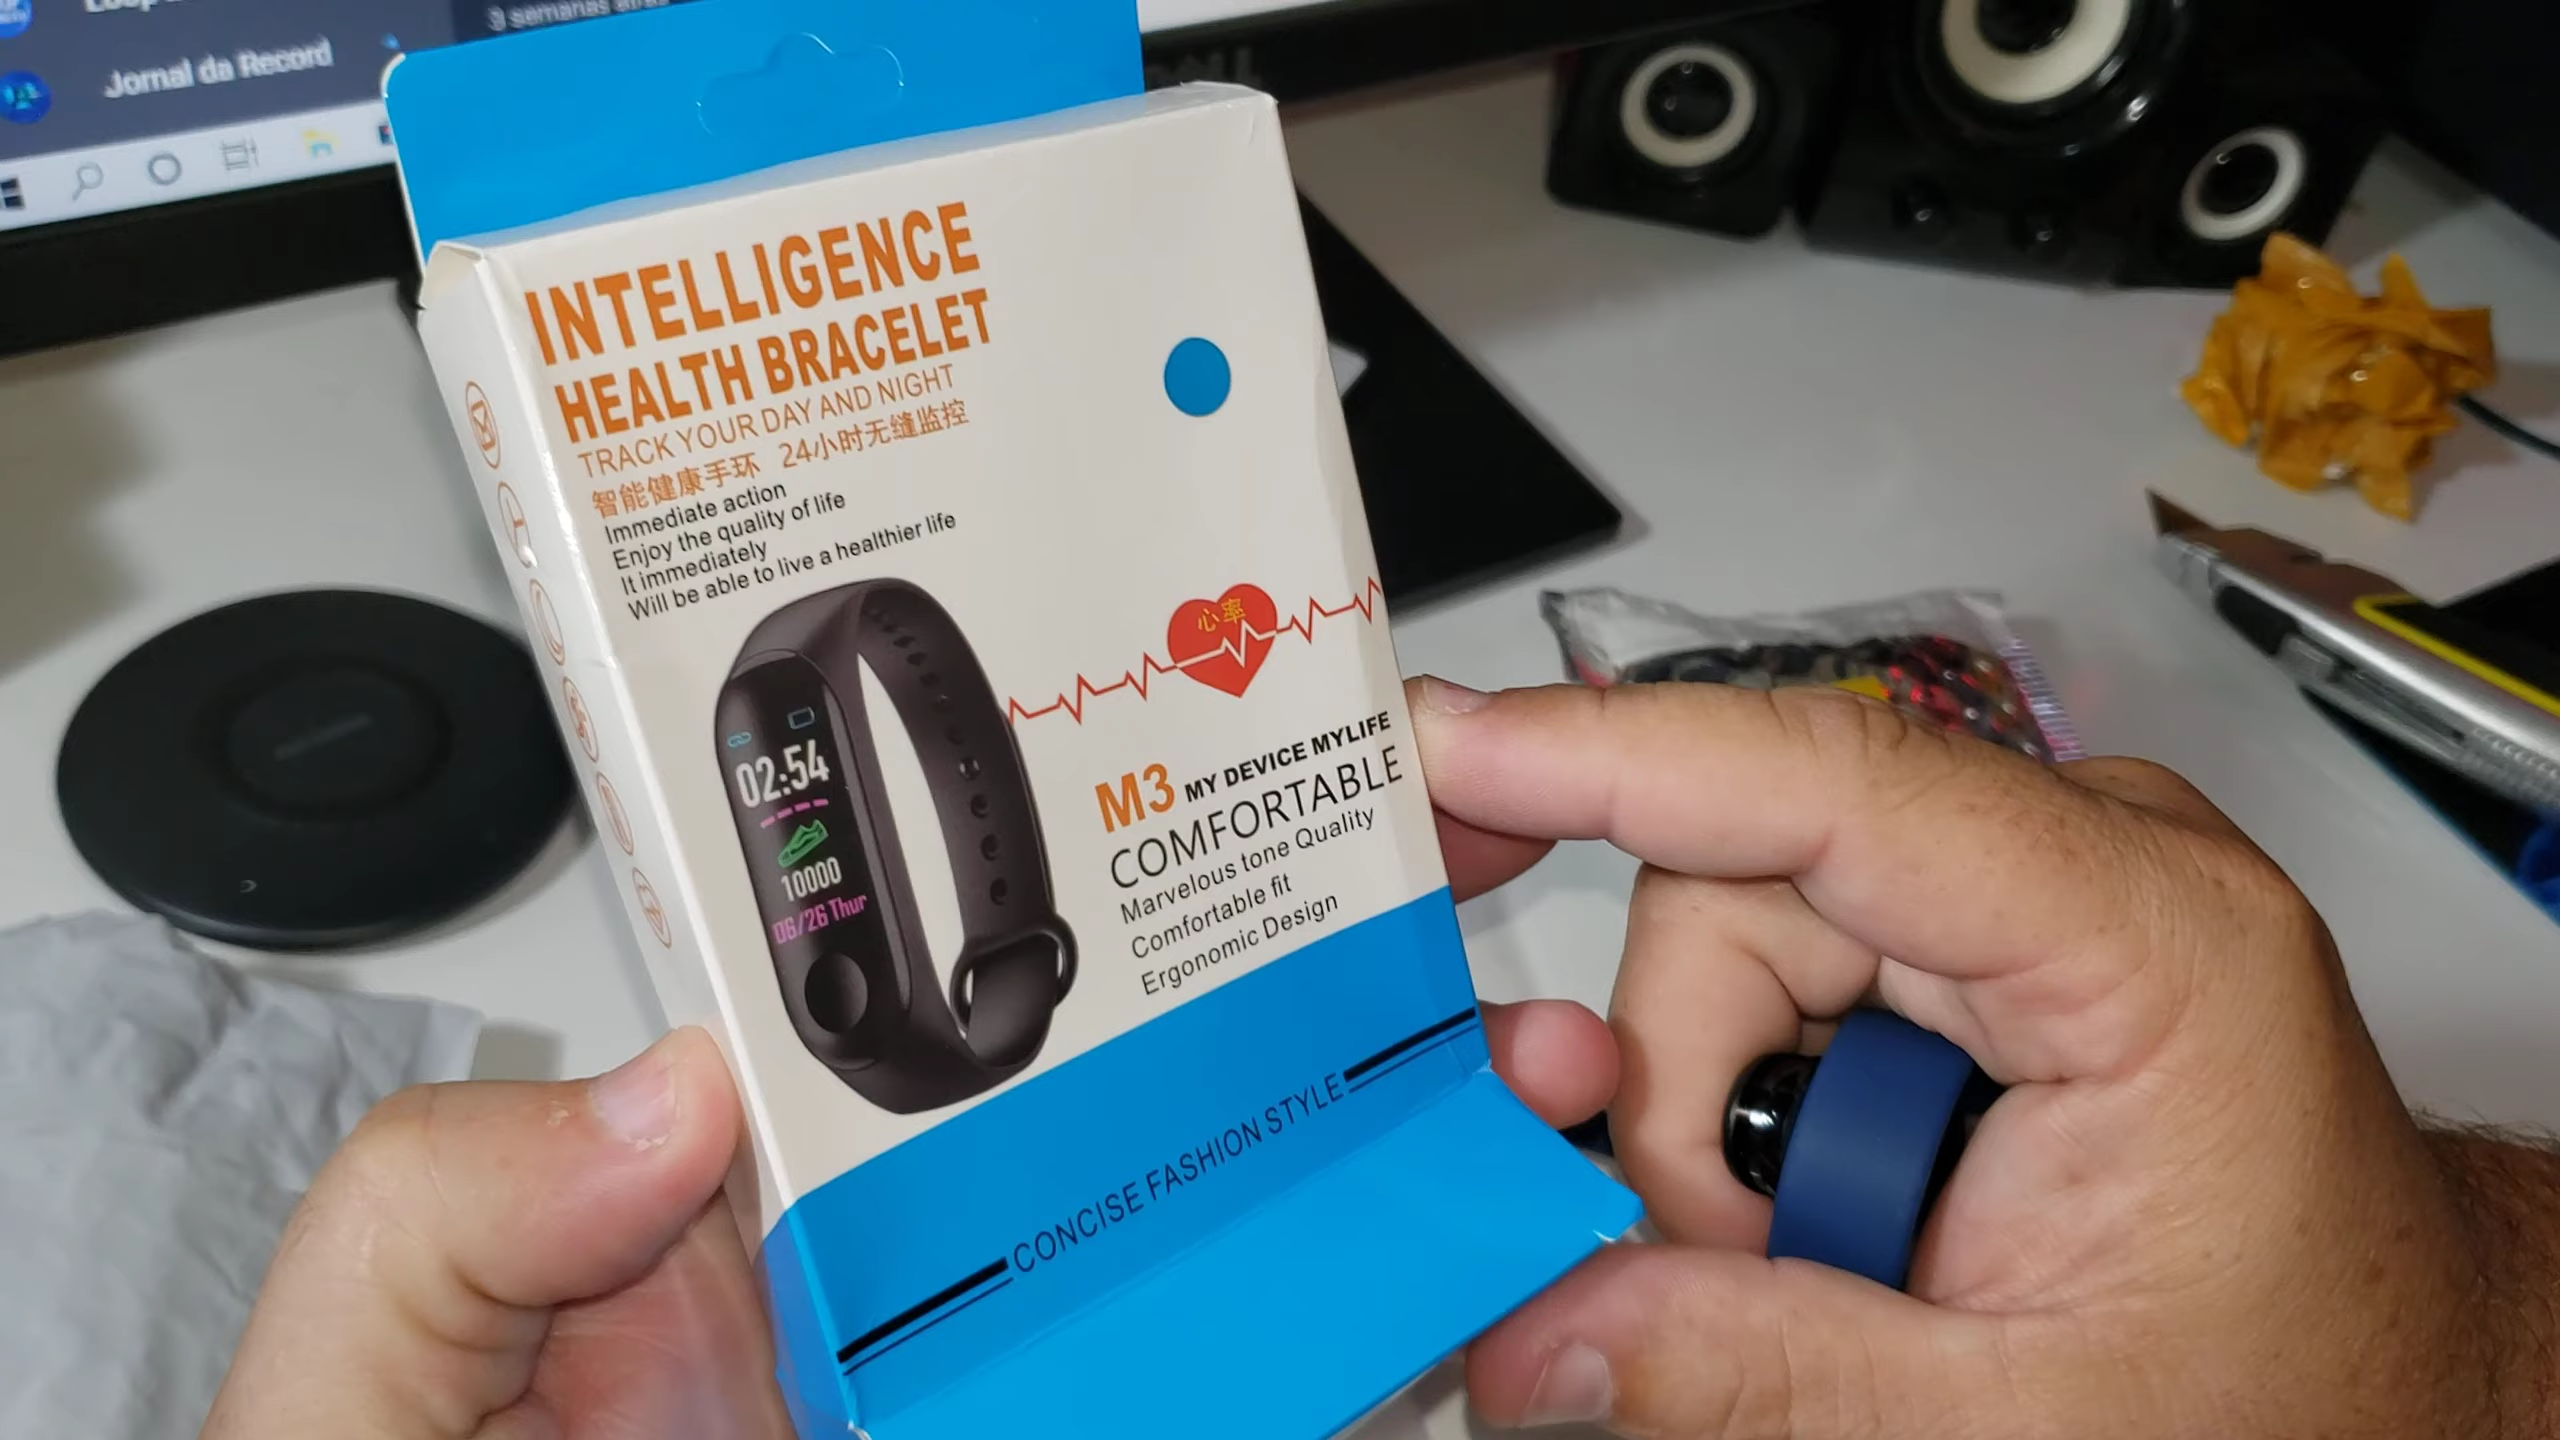 3 semanas atrás
Jornal da Record
INTELLIGENCE
HEALTH BRACELET
TRACK YOUR DAY AND NIGHT
智能健康手环 24小时无缝监控
Immediate action
Enjoy the quality of life
It immediately
Will be able to live a healthier life
心率
02:54
10000
06/26 Thur
M3 MY DEVICE MYLIFE
COMFORTABLE
Marvelous tone Quality
Comfortable fit
Ergonomic Design
CONCISE FASHION STYLE